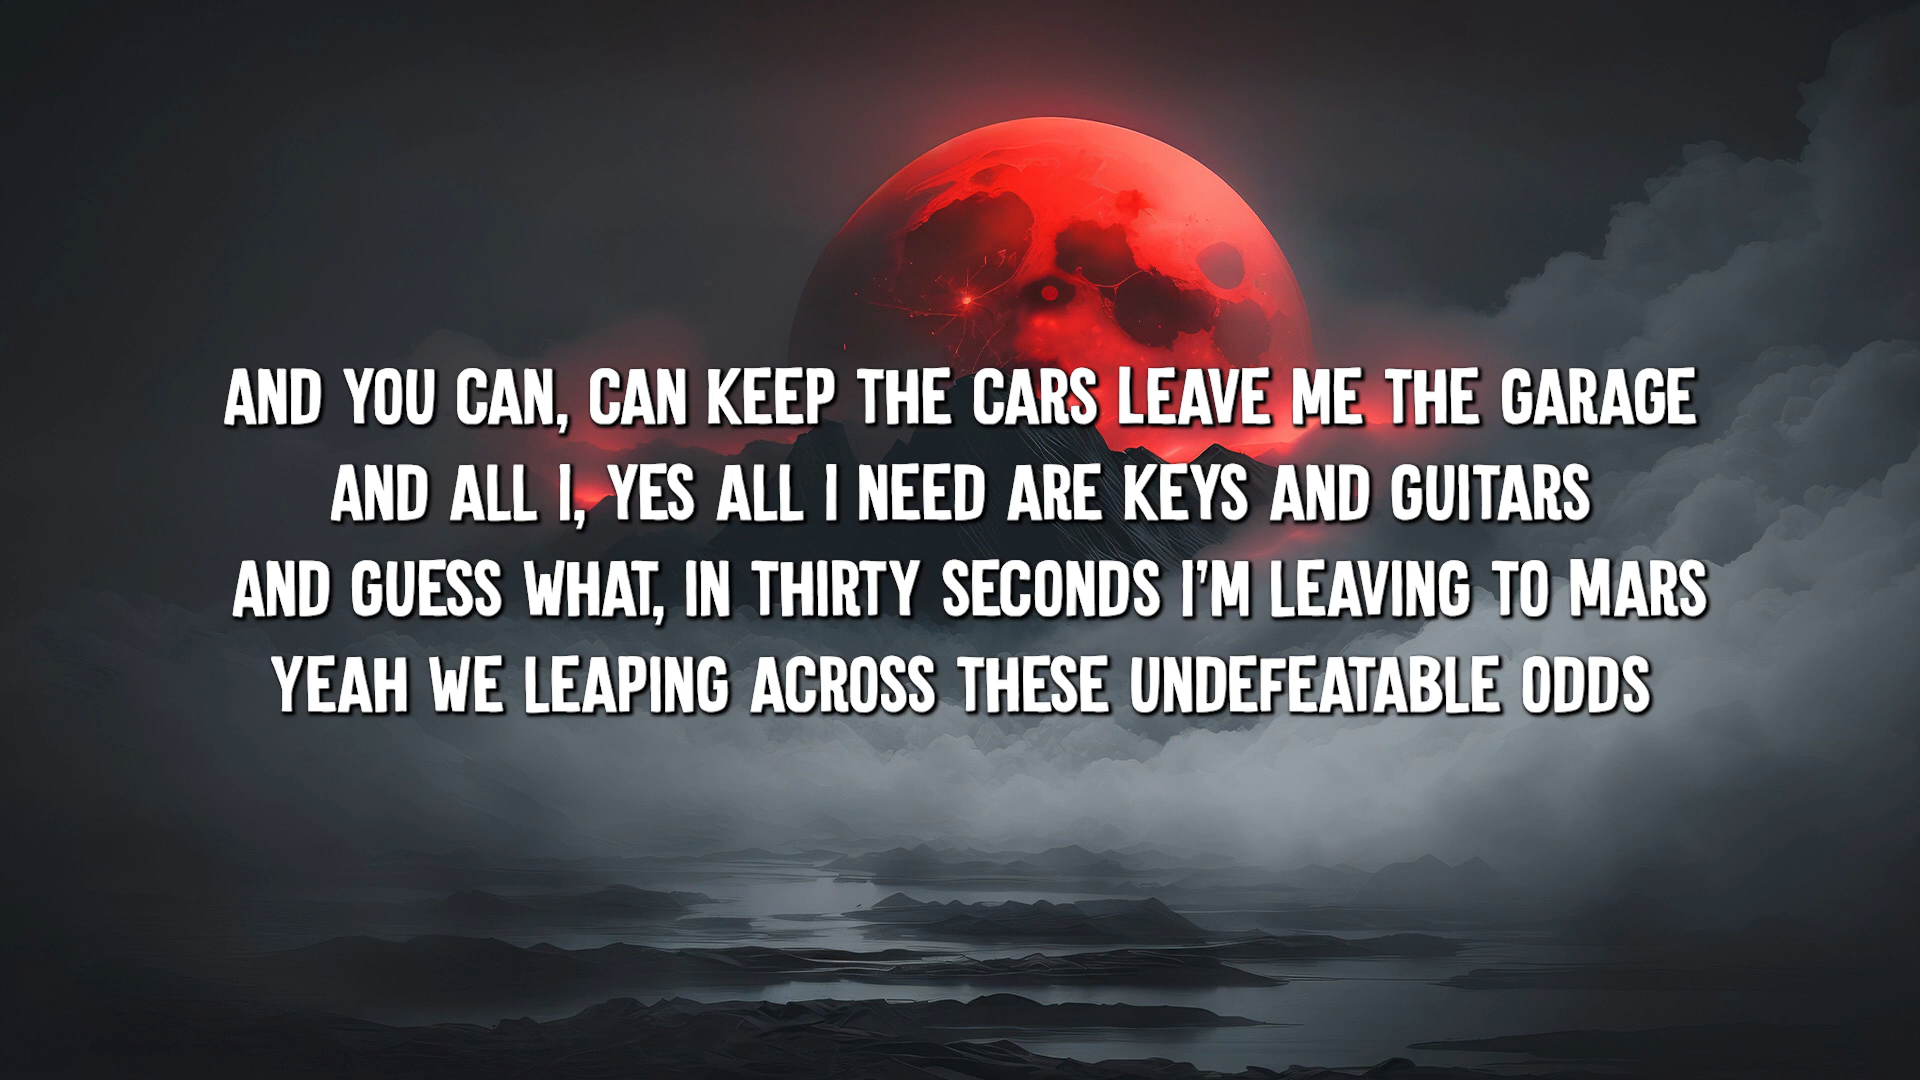 AND YOU CAN, CAN KEEP THE CARS LEAVE ME THE GARAGE
AND ALL I, YES ALL I NEED ARE KEYS AND GUITARS
AND GUESS WHAT, IN THIRTY SECONDS I'M LEAVING TO MARS
YEAH WE LEAPING ACROSS THESE UNDEFEATABLE ODDS